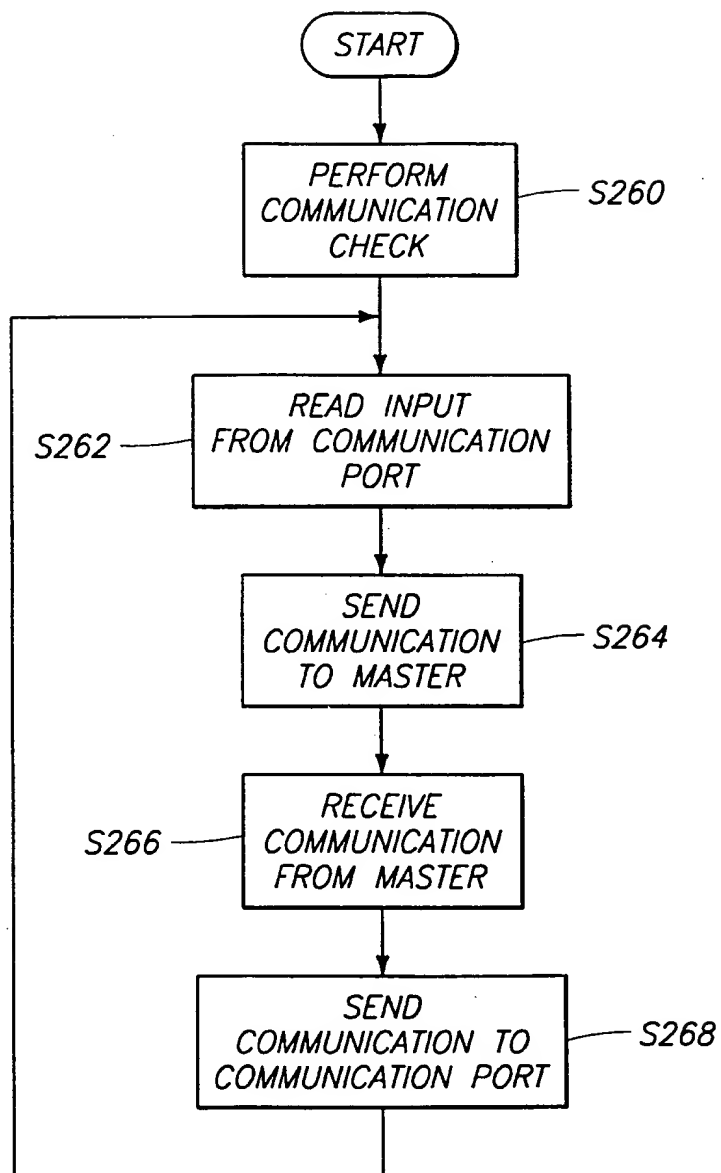 START
PERFORM
COMMUNICATION
CHECK
S260
READ INPUT
FROM COMMUNICATION
PORT
S262
SEND
COMMUNICATION
TO MASTER
S264
RECEIVE
COMMUNICATION
FROM MASTER
S266
SEND
COMMUNICATION TO
COMMUNICATION PORT
S268